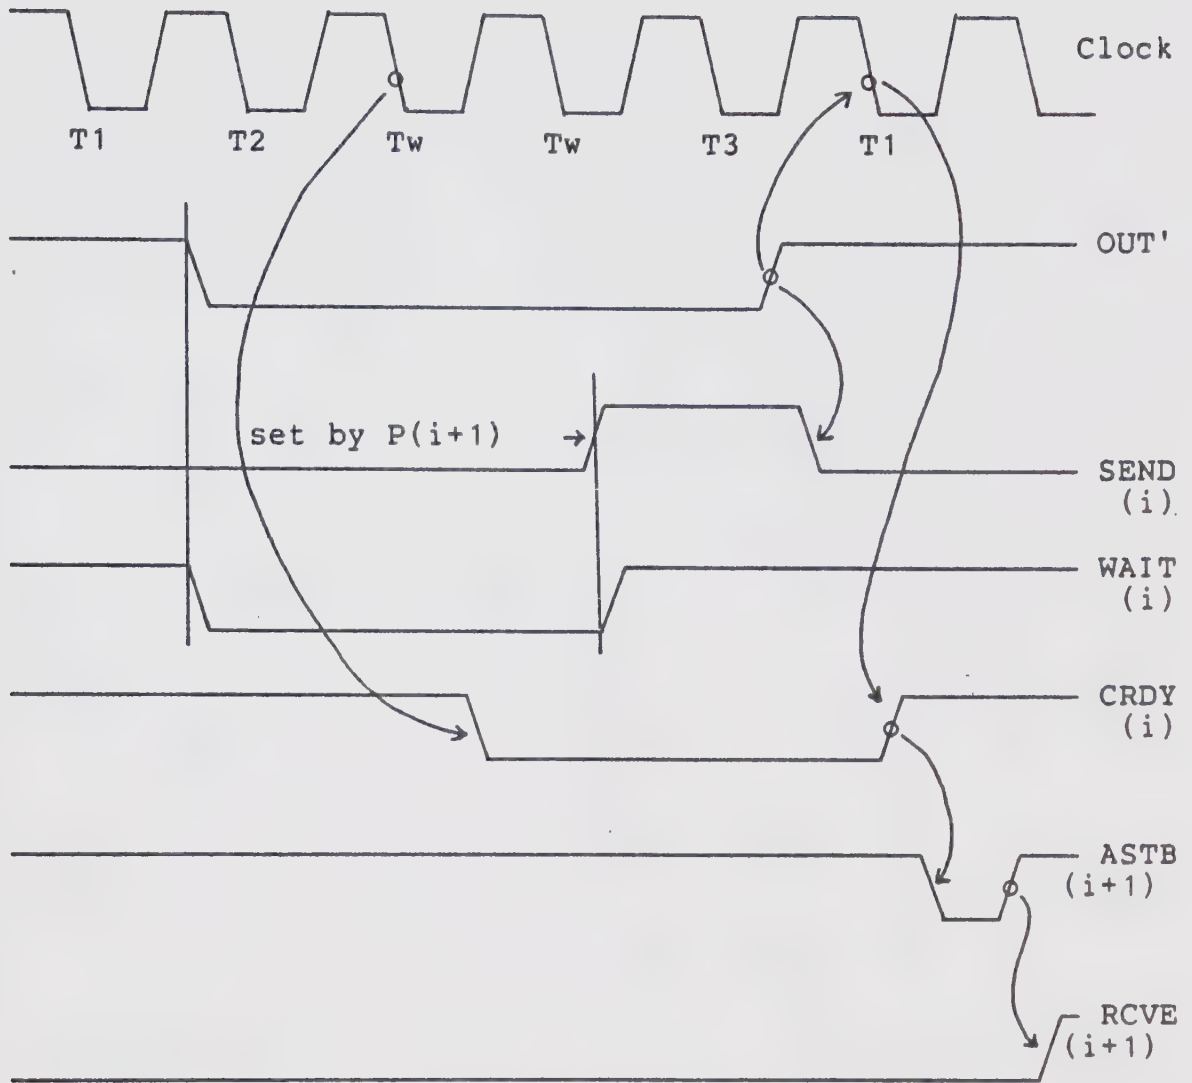 Clock
T1 T2 Tw Tw T3 T1
OUT'
set by P(i+1)
SEND
(i)
WAIT
(i)
CRDY
(i)
ASTB
(i+1)
RCVE
(i+1)